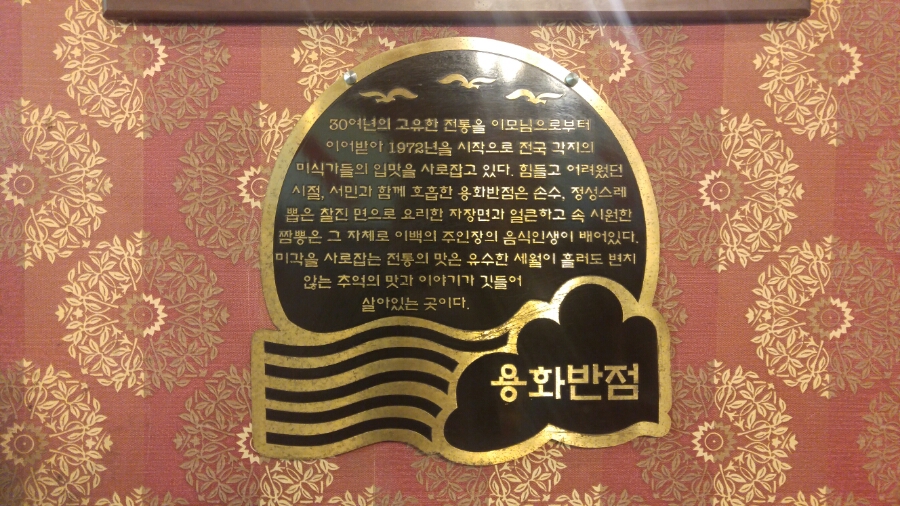 30여년의 고유한 전통을 이모님으로부터
이어받아 1972년을 시작으로 전국 각지의
미식가들의 입맛을 사로잡고 있다. 힘들고 어려웠던
시절, 서민과 함께 호흡한 용화반점은 손수, 정성스레
뽑은 찰진 면으로 요리한 자장면과 얼큰하고 속 시원한
짬뽕은 그 자체로 이백의 주인장의 음식인생이 배어있다.
미각을 사로잡는 전통의 맛은 유수한 세월이 흘러도 변치
않는 추억의 맛과 이야기가 깃들어
살아있는 곳이다.
용화반점